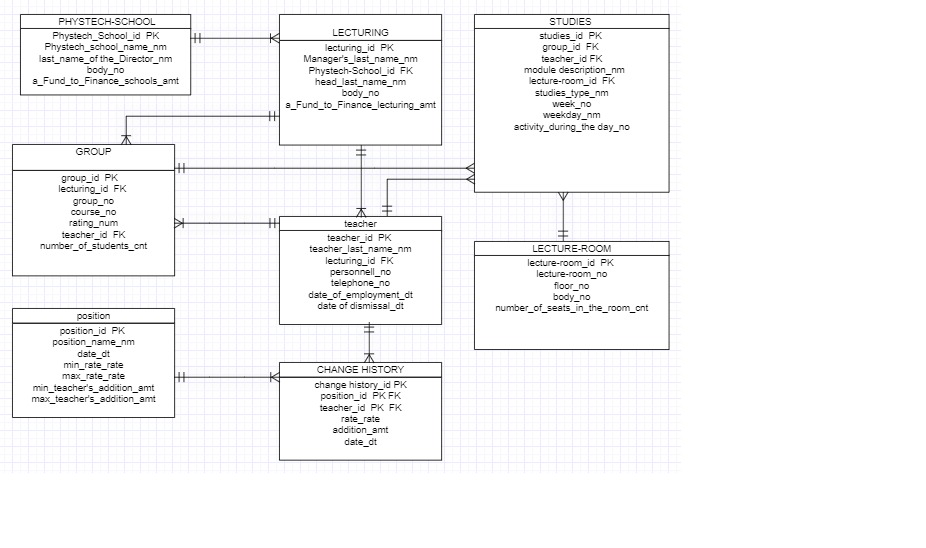 PHYSTECH-SCHOOL
Phystech_School_id PK
Phystech_school_name_nm
last_name_of the_Director_nm
body_no
a_Fund_to_Finance_schools_amt
LECTURING
lecturing_id PK
Manager's_last_name_nm
Phystech-School_id FK
head_last_name_nm
body_no
a_Fund_to_Finance_lecturing_amt
STUDIES
studies_id PK
group_id FK
teacher_id FK
module description_nm
lecture-room_id FK
studies_type_nm
week_no
weekday_nm
activity_during_the day_no
GROUP
group_id PK
lecturing_id FK
group_no
course_no
rating_num
teacher_id FK
number_of_students_cnt
teacher
teacher_id PK
teacher_last_name_nm
lecturing_id FK
personnell_no
telephone_no
date_of_employment_dt
date of dismissal_dt
LECTURE-ROOM
lecture-room_id PK
lecture-room_no
floor_no
body_no
number_of_seats_in_the_room_cnt
position
position_id PK
position_name_nm
date_dt
min_rate_rate
max_rate_rate
min_teacher's_addition_amt
max_teacher's_addition_amt
CHANGE HISTORY
change history_id PK
position_id PK FK
teacher_id PK FK
rate_rate
addition_amt
date_dt